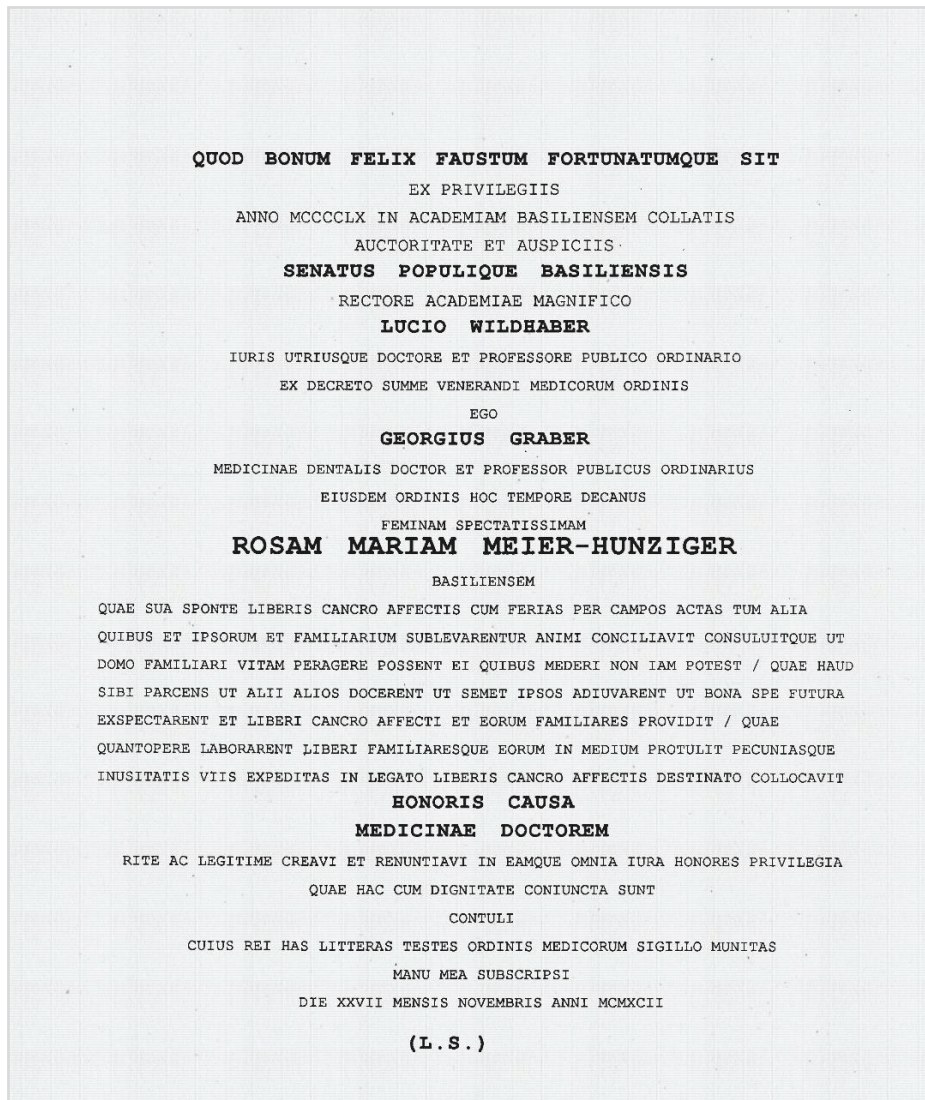 QUOD BONUM FELIX FAUSTUM FORTUNATUMQUE SIT
EX PRIVILEGIIS
ANNO MCCCCLX IN ACADEMIAM BASILIENSEM COLLATIS
AUCTORITATE ET AUSPICIIS
SENATUS POPULIQUE BASILIENSIS
RECTORE ACADEMIAE MAGNIFICO
LUCIO WILDHABER
IURIS UTRIUSQUE DOCTORE ET PROFESSORE PUBLICO ORDINARIO
EX DECRETO SUMME VENERANDI MEDICORUM ORDINIS
EGO
GEORGIUS GRABER
MEDICINAE DENTALIS DOCTOR ET PROFESSOR PUBLICUS ORDINARIUS
EIUSDEM ORDINIS HOC TEMPORE DECANUS
FEMINAM SPECTATISSIMAM
ROSAM MARIAM MEIER-HUNZIGER
BASILIENSEM
QUAE SUA SPONTE LIBERIS CANCRO AFFECTIS CUM FERIAS PER CAMPOS ACTAS TUM ALIA
QUIBUS ET IPSORUM ET FAMILIARIUM SUBLEVARENTUR ANIMI CONCILIAVIT CONSULUITQUE UT
DOMO FAMILIARI VITAM PERAGERE POSSENT EI QUIBUS MEDERI NON IAM POTEST / QUAE HAUD
SIBI PARCENS UT ALII ALIOS DOCERENT UT SEMET IPSOS ADIUVARENT UT BONA SPE FUTURA
EXSPECTARENT ET LIBERI CANCRO AFFECTI ET EORUM FAMILIARES PROVIDIT / QUAE
QUANTOPERE LABORARENT LIBERI FAMILIARESQUE EORUM IN MEDIUM PROTULIT PECUNIASQUE
INUSITATIS VIIS EXPEDITAS IN LEGATO LIBERIS CANCRO AFFECTIS DESTINATO COLLOCAVIT
HONORIS CAUSA
MEDICINAE DOCTOREM
RITE AC LEGITIME CREAVI ET RENUNTIAVI IN EAMQUE OMNIA IURA HONORES PRIVILEGIA
QUAE HAC CUM DIGNITATE CONIUNCTA SUNT
CONTULI
CUIUS REI HAS LITTERAS TESTES ORDINIS MEDICORUM SIGILLO MUNITAS
MANU MEA SUBSCRIPSI
DIE XXVII MENSIS NOVEMBRIS ANNI MCMXCII
(L.S.)